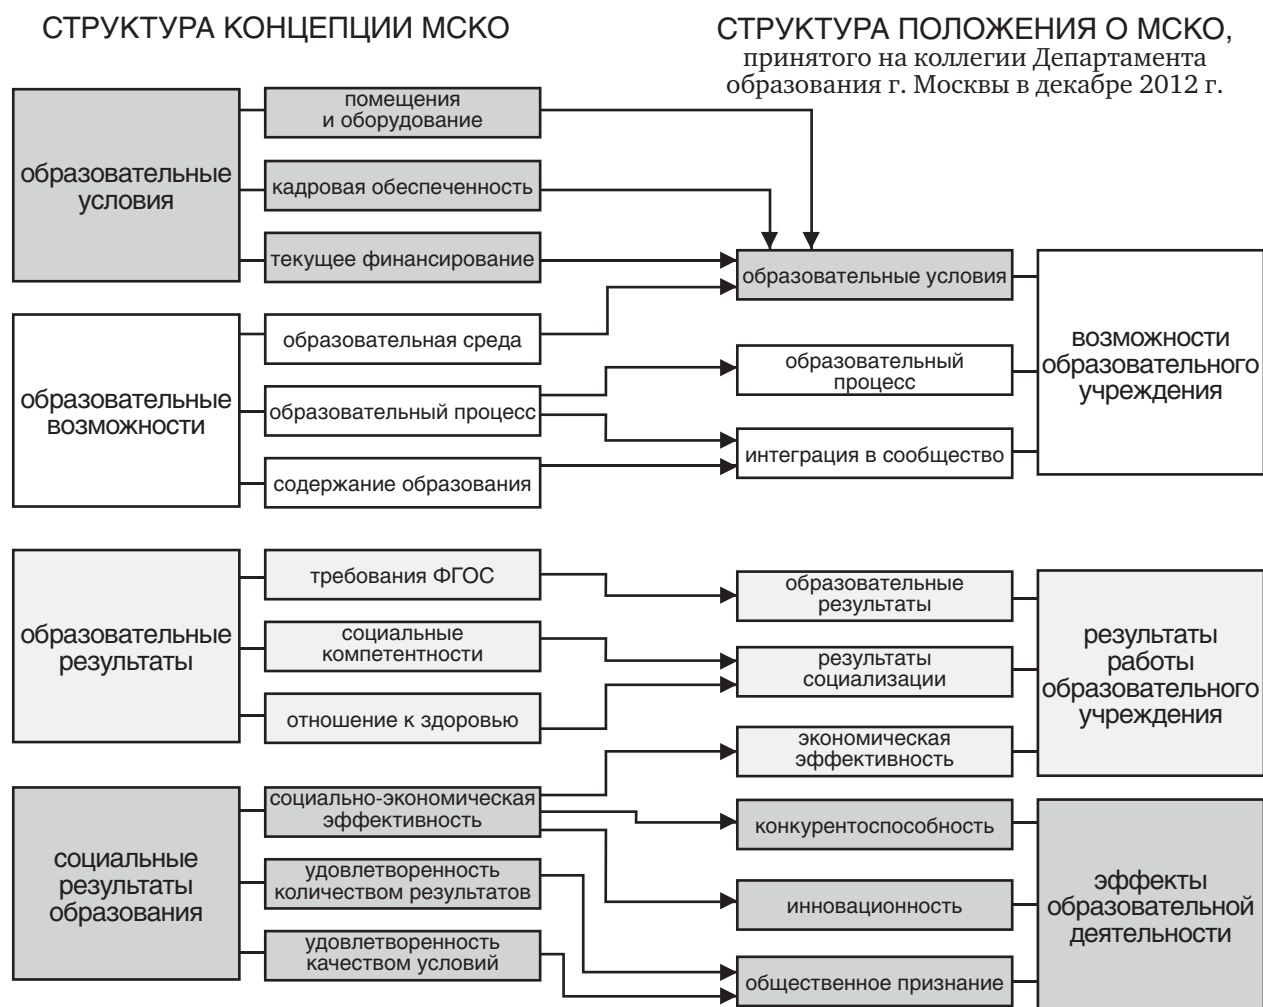 СТРУКТУРА КОНЦЕПЦИИ МСКО
СТРУКТУРА ПОЛОЖЕНИЯ О МСКО,
принятого на коллегии Департамента
образования г. Москвы в декабре 2012 г.
образовательные
условия
помещения
и оборудование
кадровая обеспеченность
текущее финансирование
образовательные
возможности
образовательная среда
образовательный процесс
содержание образования
образовательные
результаты
требования ФГОС
социальные
компетентности
отношение к здоровью
социальные
результаты
образования
социально-экономическая
эффективность
удовлетворенность
количеством результатов
удовлетворенность
качеством условий
образовательные условия
образовательный
процесс
интеграция в сообщество
возможности
образовательного
учреждения
образовательные
результаты
результаты
социализации
экономическая
эффективность
результаты
работы
образовательного
учреждения
конкурентоспособность
инновационность
общественное признание
эффекты
образовательной
деятельности